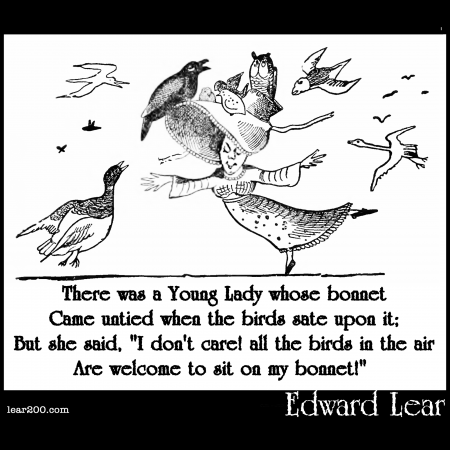 There was a Young Lady whose bonnet
Came untied when the birds sate upon it;
But she said, "I don't care! all the birds in the air
Are welcome to sit on my bonnet!"
lear200.com
Edward Lear